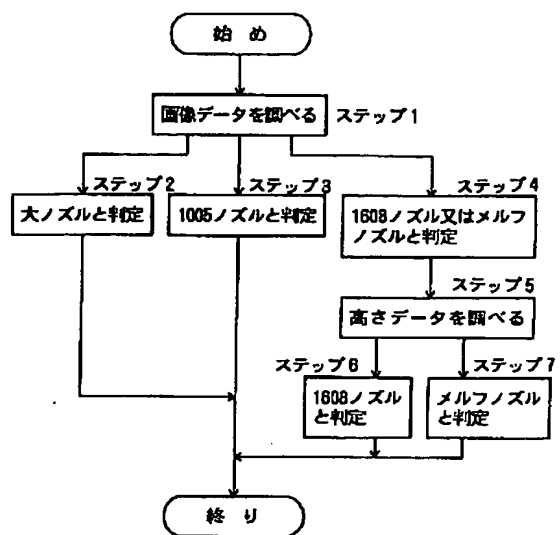 始め
画像データを調べる
ステップ1
ステップ2
大ノズルと判定
ステップ3
1005ノズルと判定
ステップ4
1608ノズル又はメルフ
ノズルと判定
ステップ5
高さデータを調べる
ステップ6
1608ノズル
と判定
ステップ7
メルフノズル
と判定
終り